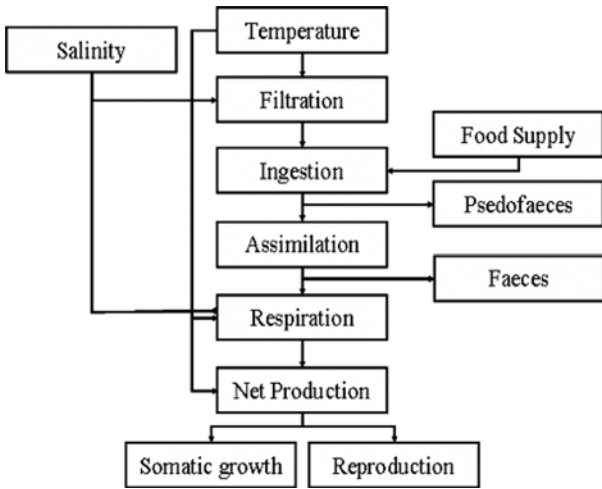 Temperature
Salinity
Filtration
Food Supply
Ingestion
Psedofaeces
Assimilation
Faeces
Respiration
Net Production
Somatic growth
Reproduction